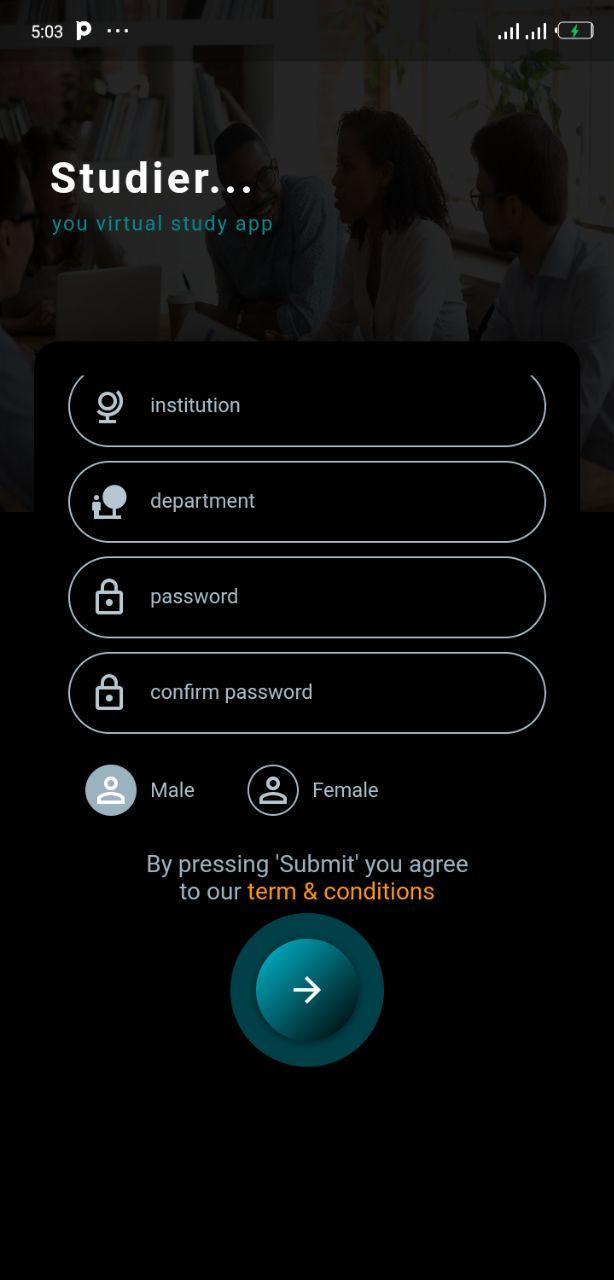 5:03
Studier...
you virtual study app
institution
department
password
confirm password
Male Female
By pressing 'Submit' you agree
to our term & conditions